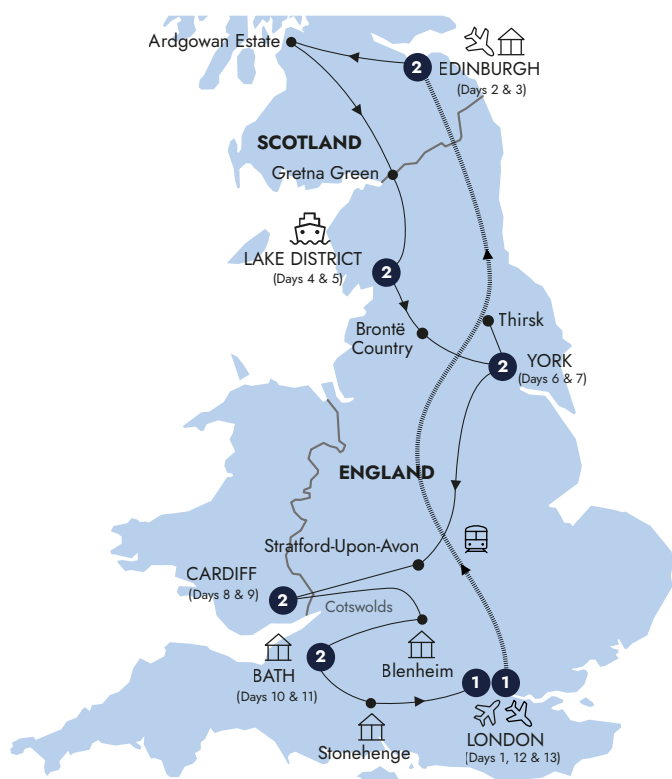 Ardgowan Estate
2
EDINBURGH
(Days 2 & 3)
SCOTLAND
Gretna Green
LAKE DISTRICT
(Days 4 & 5)
2
Brontë
Country
Thirsk
2
YORK
(Days 6 & 7)
ENGLAND
Stratford-Upon-Avon
CARDIFF
(Days 8 & 9)
2
Cotswolds
Blenheim
2
BATH
(Days 10 & 11)
Stonehenge
1
1
LONDON
(Days 1, 12 & 13)